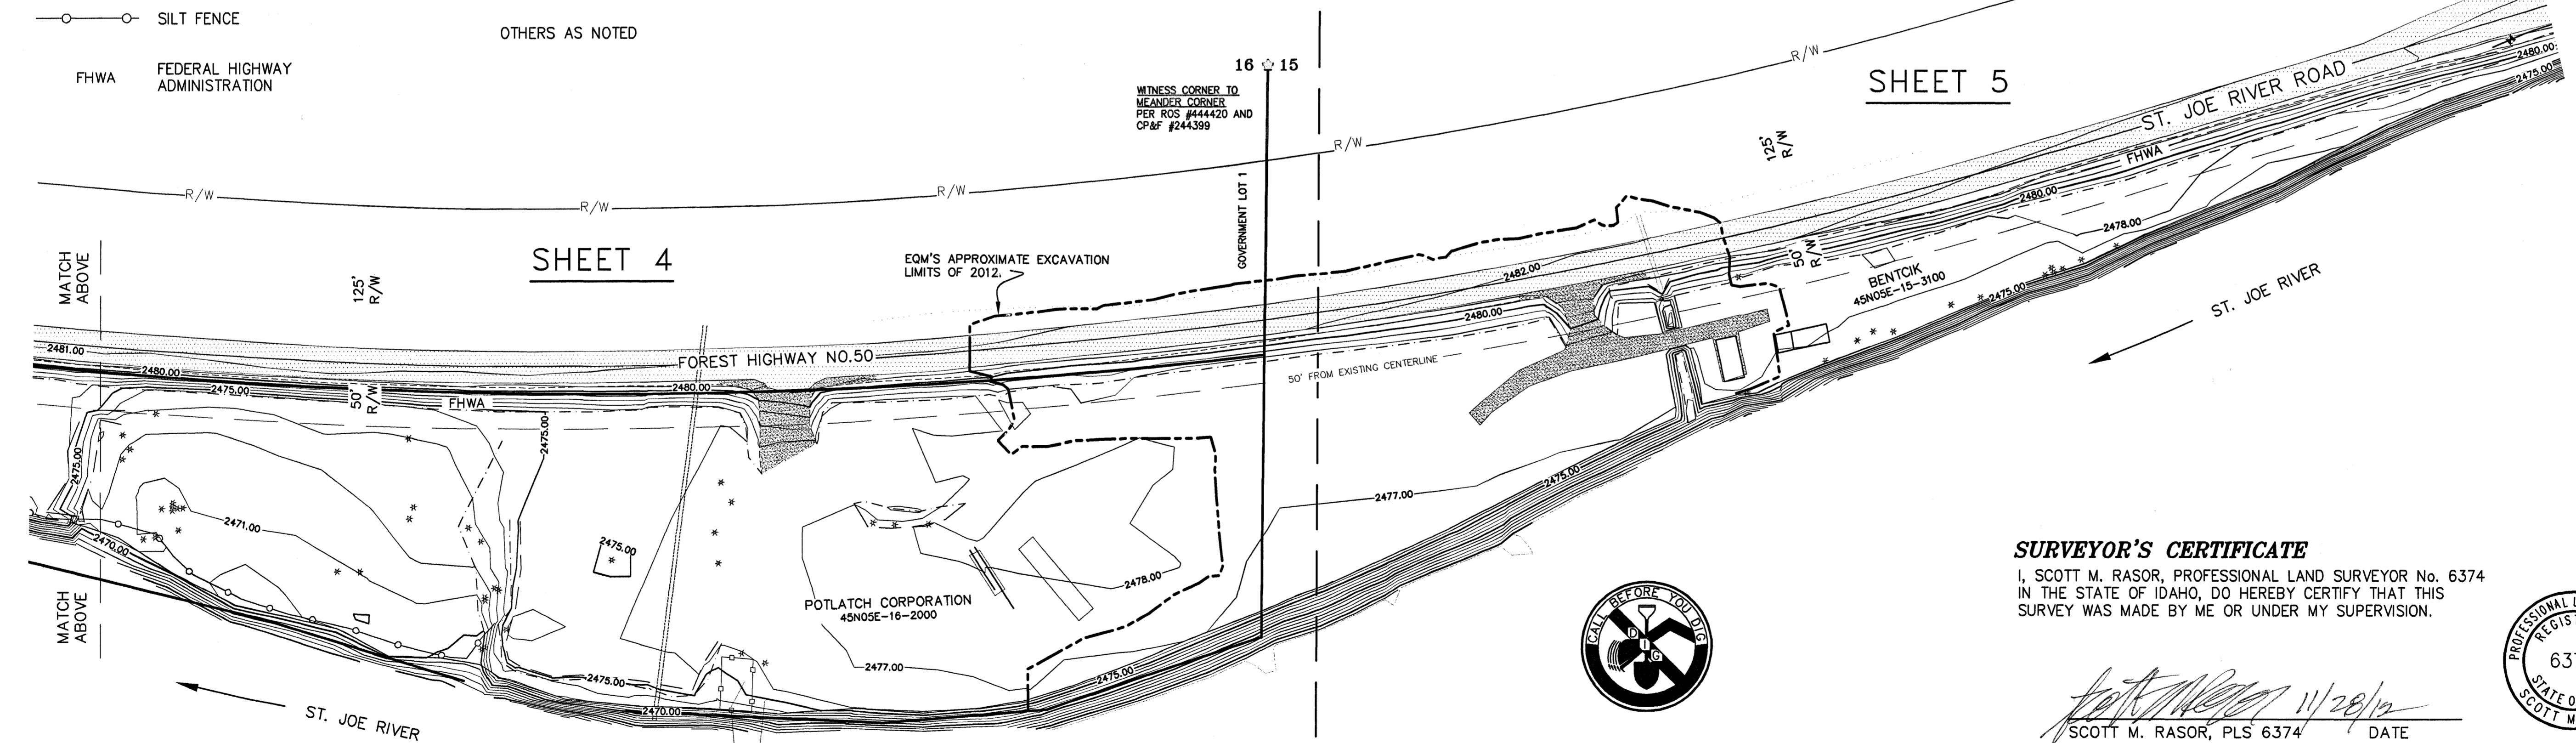 SILT FENCE
OTHERS AS NOTED
FHWA
FEDERAL HIGHWAY
ADMINISTRATION
16 15
WITNESS CORNER TO
MEANDER CORNER
PER ROS #444420 AND
CP&F #244399
GOVERNMENT LOT 1
R/W
R/W
R/W
R/W
R/W
SHEET 5
125'
R/W
ST. JOE RIVER ROAD
FHWA
2480.00
2475.00
2480.00
2478.00
SHEET 4
MATCH
ABOVE
125'
R/W
EQM'S APPROXIMATE EXCAVATION
LIMITS OF 2012.
2482.00
50'
R/W
BENTCIK
45N05E-15-3100
2475.00
ST. JOE RIVER
2481.00
2480.00
2475.00
50'
R/W
FHWA
FOREST HIGHWAY NO.50
2480.00
2480.00
50' FROM EXISTING CENTERLINE
2475.00
2475.00
2471.00
2470.00
2475.00
2478.00
2477.00
2475.00
POTLATCH CORPORATION
45N05E-16-2000
2477.00
2475.00
2475.00
2470.00
MATCH
ABOVE
ST. JOE RIVER
CALL BEFORE YOU DIG
DIG
SURVEYOR'S CERTIFICATE
I, SCOTT M. RASOR, PROFESSIONAL LAND SURVEYOR No. 6374
IN THE STATE OF IDAHO, DO HEREBY CERTIFY THAT THIS
SURVEY WAS MADE BY ME OR UNDER MY SUPERVISION.
11/28/12
SCOTT M. RASOR, PLS 6374 DATE
PROFESSIONAL L
REGIST
637
STATE O
SCOTT M